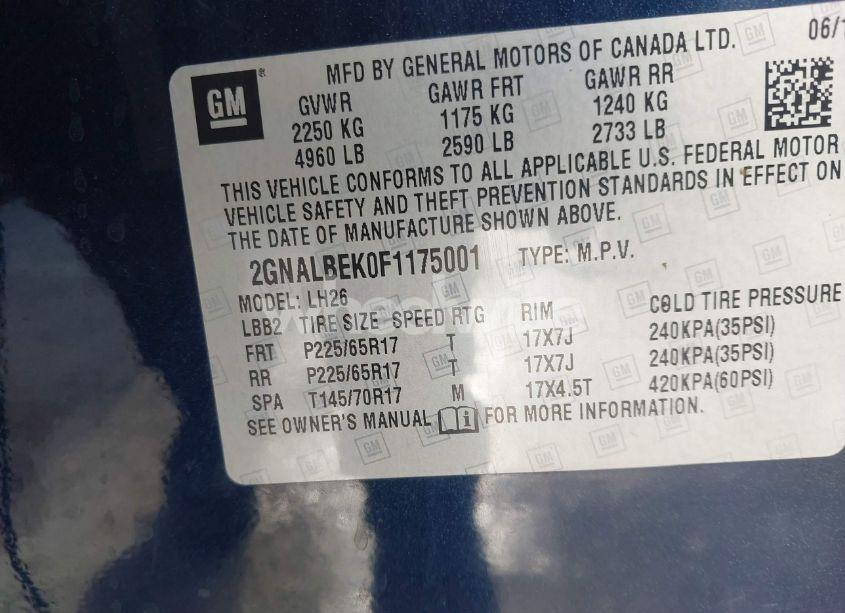 GM
MFD BY GENERAL MOTORS OF CANADA LTD. 06/1
GVWR GAWR FRT GAWR RR
2250 KG 1175 KG 1240 KG
4960 LB 2590 LB 2733 LB
THIS VEHICLE CONFORMS TO ALL APPLICABLE U.S. FEDERAL MOTOR
VEHICLE SAFETY AND THEFT PREVENTION STANDARDS IN EFFECT ON
THE DATE OF MANUFACTURE SHOWN ABOVE.
2GNALBEK0F1175001 TYPE: M.P.V.
MODEL: LH26
LBB2 TIRE SIZE SPEED RTG RIM COLD TIRE PRESSURE
FRT P225/65R17 T 17X7J 240KPA(35PSI)
RR P225/65R17 T 17X7J 240KPA(35PSI)
SPA T145/70R17 M 17X4.5T 420KPA(60PSI)
SEE OWNER'S MANUAL i FOR MORE INFORMATION.